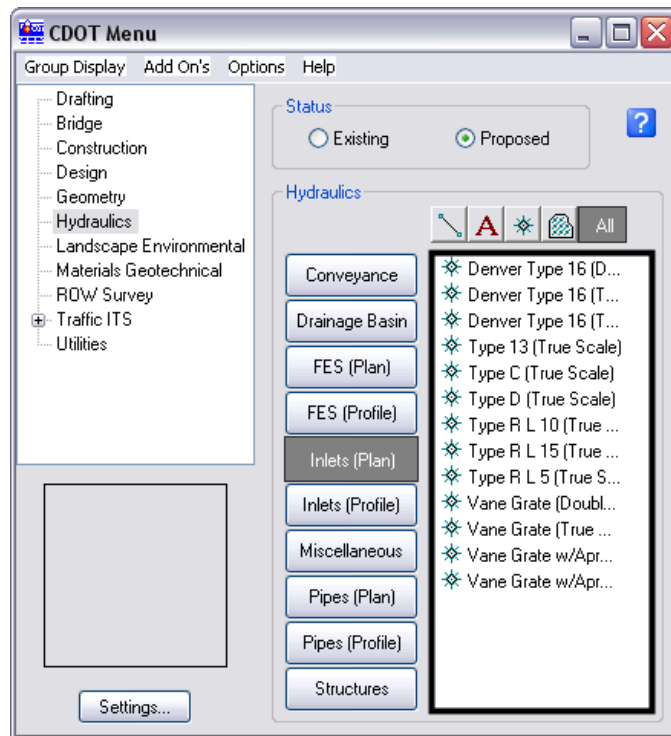 CDOT Menu
Group Display Add On's Options Help
Drafting
Bridge
Construction
Design
Geometry
Hydraulics
Landscape Environmental
Materials Geotechnical
ROW Survey
Traffic ITS
Utilities
Settings...
Status
Existing
Proposed
?
Hydraulics
A
All
Conveyance
Drainage Basin
FES (Plan)
FES (Profile)
Inlets (Plan)
Inlets (Profile)
Miscellaneous
Pipes (Plan)
Pipes (Profile)
Structures
Denver Type 16 (D...
Denver Type 16 (T...
Denver Type 16 (T...
Type 13 (True Scale)
Type C (True Scale)
Type D (True Scale)
Type R L 10 (True ...
Type R L 15 (True ...
Type R L 5 (True S...
Vane Grate (Doubl...
Vane Grate (True ...
Vane Grate w/Apr...
Vane Grate w/Apr...